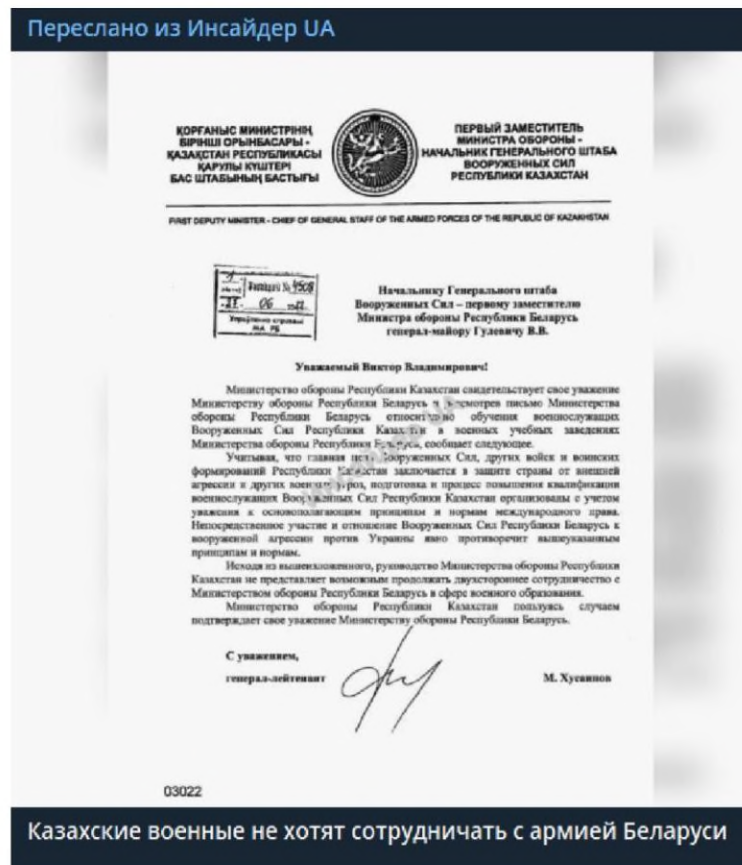 Переслано из Инсайдер UA
ҚОРҒАНЫС МИНИСТРІНІҢ
БІРІНШІ ОРЫНБАСАРЫ -
ҚАЗАҚСТАН РЕСПУБЛИКАСЫ
ҚАРУЛЫ КҮШТЕРІ
БАС ШТАБЫНЫҢ БАСТЫҒЫ
ПЕРВЫЙ ЗАМЕСТИТЕЛЬ
МИНИСТРА ОБОРОНЫ -
НАЧАЛЬНИК ГЕНЕРАЛЬНОГО ШТАБА
ВООРУЖЕННЫХ СИЛ
РЕСПУБЛИКИ КАЗАХСТАН
FIRST DEPUTY MINISTER - CHIEF OF GENERAL STAFF OF THE ARMED FORCES OF THE REPUBLIC OF KAZAKHSTAN
№ 4508
06
Начальнику Генерального штаба
Вооруженных Сил – первому заместителю
Министра обороны Республики Беларусь
генерал-майору Гулевичу В.В.
Уважаемый Виктор Владимирович!
Министерство обороны Республики Казахстан свидетельствует свое уважение
Министерству обороны Республики Беларусь и рассмотрев письмо Министерства
обороны Республики Беларусь относительно обучения военнослужащих
Вооруженных Сил Республики Казахстан в военных учебных заведениях
Министерства обороны Республики Беларусь, сообщает следующее.
Учитывая, что главная цель Вооруженных Сил, других войск и воинских
формирований Республики Казахстан заключается в защите страны от внешней
агрессии и других военных угроз, подготовка и процесс повышения квалификации
военнослужащих Вооруженных Сил Республики Казахстан организованы с учетом
уважения к основополагающим принципам и нормам международного права.
Непосредственное участие и отношение Вооруженных Сил Республики Беларусь к
вооруженной агрессии против Украины явно противоречит вышеуказанным
принципам и нормам.
Исходя из вышеизложенного, руководство Министерства обороны Республики
Казахстан не представляет возможным продолжать двухстороннее сотрудничество с
Министерством обороны Республики Беларусь в сфере военного образования.
Министерство обороны Республики Казахстан пользуясь случаем
подтверждает свое уважение Министерству обороны Республики Беларусь.
С уважением,
генерал-лейтенант
М. Хусаинов
03022
Казахские военные не хотят сотрудничать с армией Беларуси